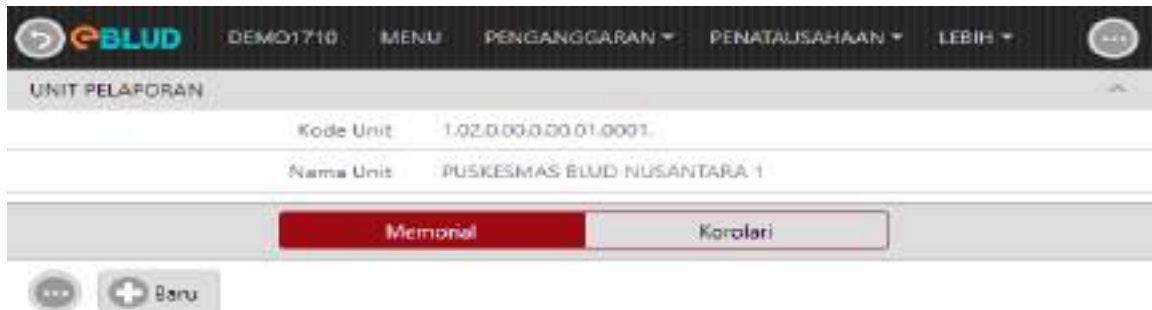 eBLUD DEMO1710 MENU PENGANGGARAN PENATAUSAHAAN LEBIH
UNIT PELAPORAN
Kode Unit 1.02.0.00.0.00.01.0001.
Nama Unit PUSKESMAS BLUD NUSANTARA 1
Memorial Korolari
Baru